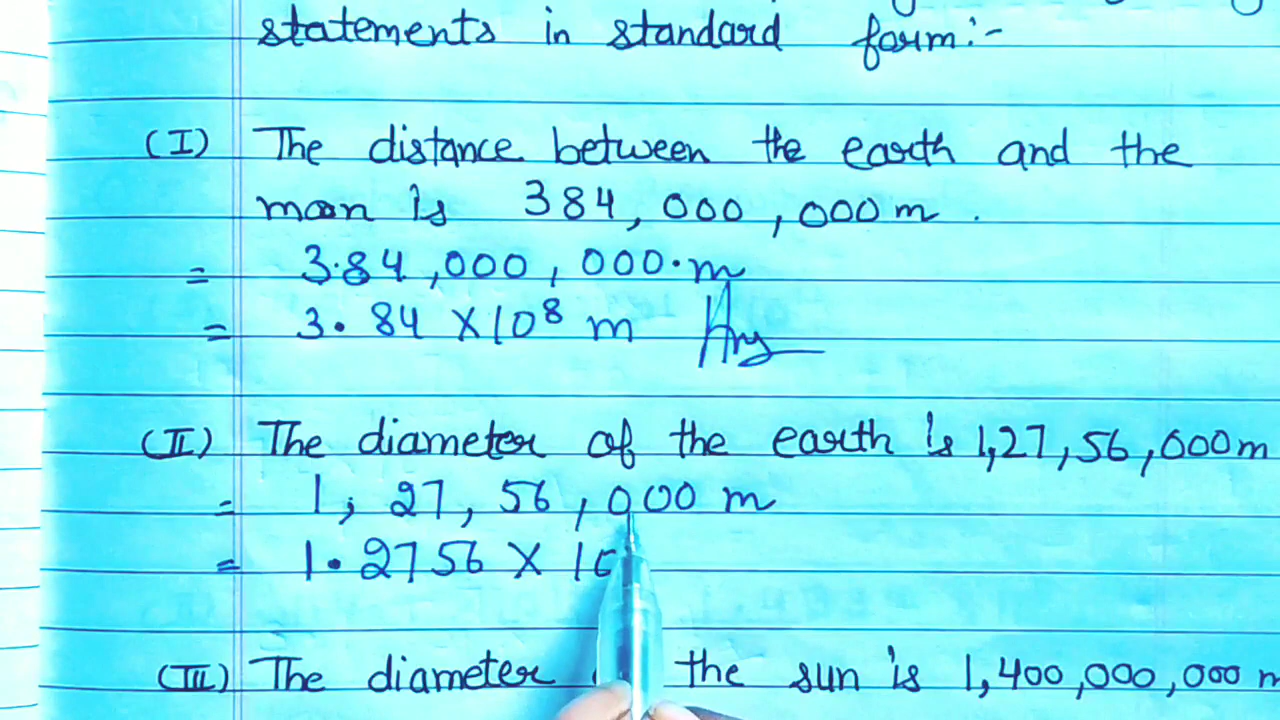 statements in standard form:-
(I) The distance between the earth and the
moon is 384,000,000 m.
= 3.84,000,000.m
= 3.84 X 10⁸ m Ans
(II) The diameter of the earth is 1,27,56,000 m
= 1, 27, 56,000 m
= 1.2756 X 10
(III) The diameter the sun is 1,400,000,000 m